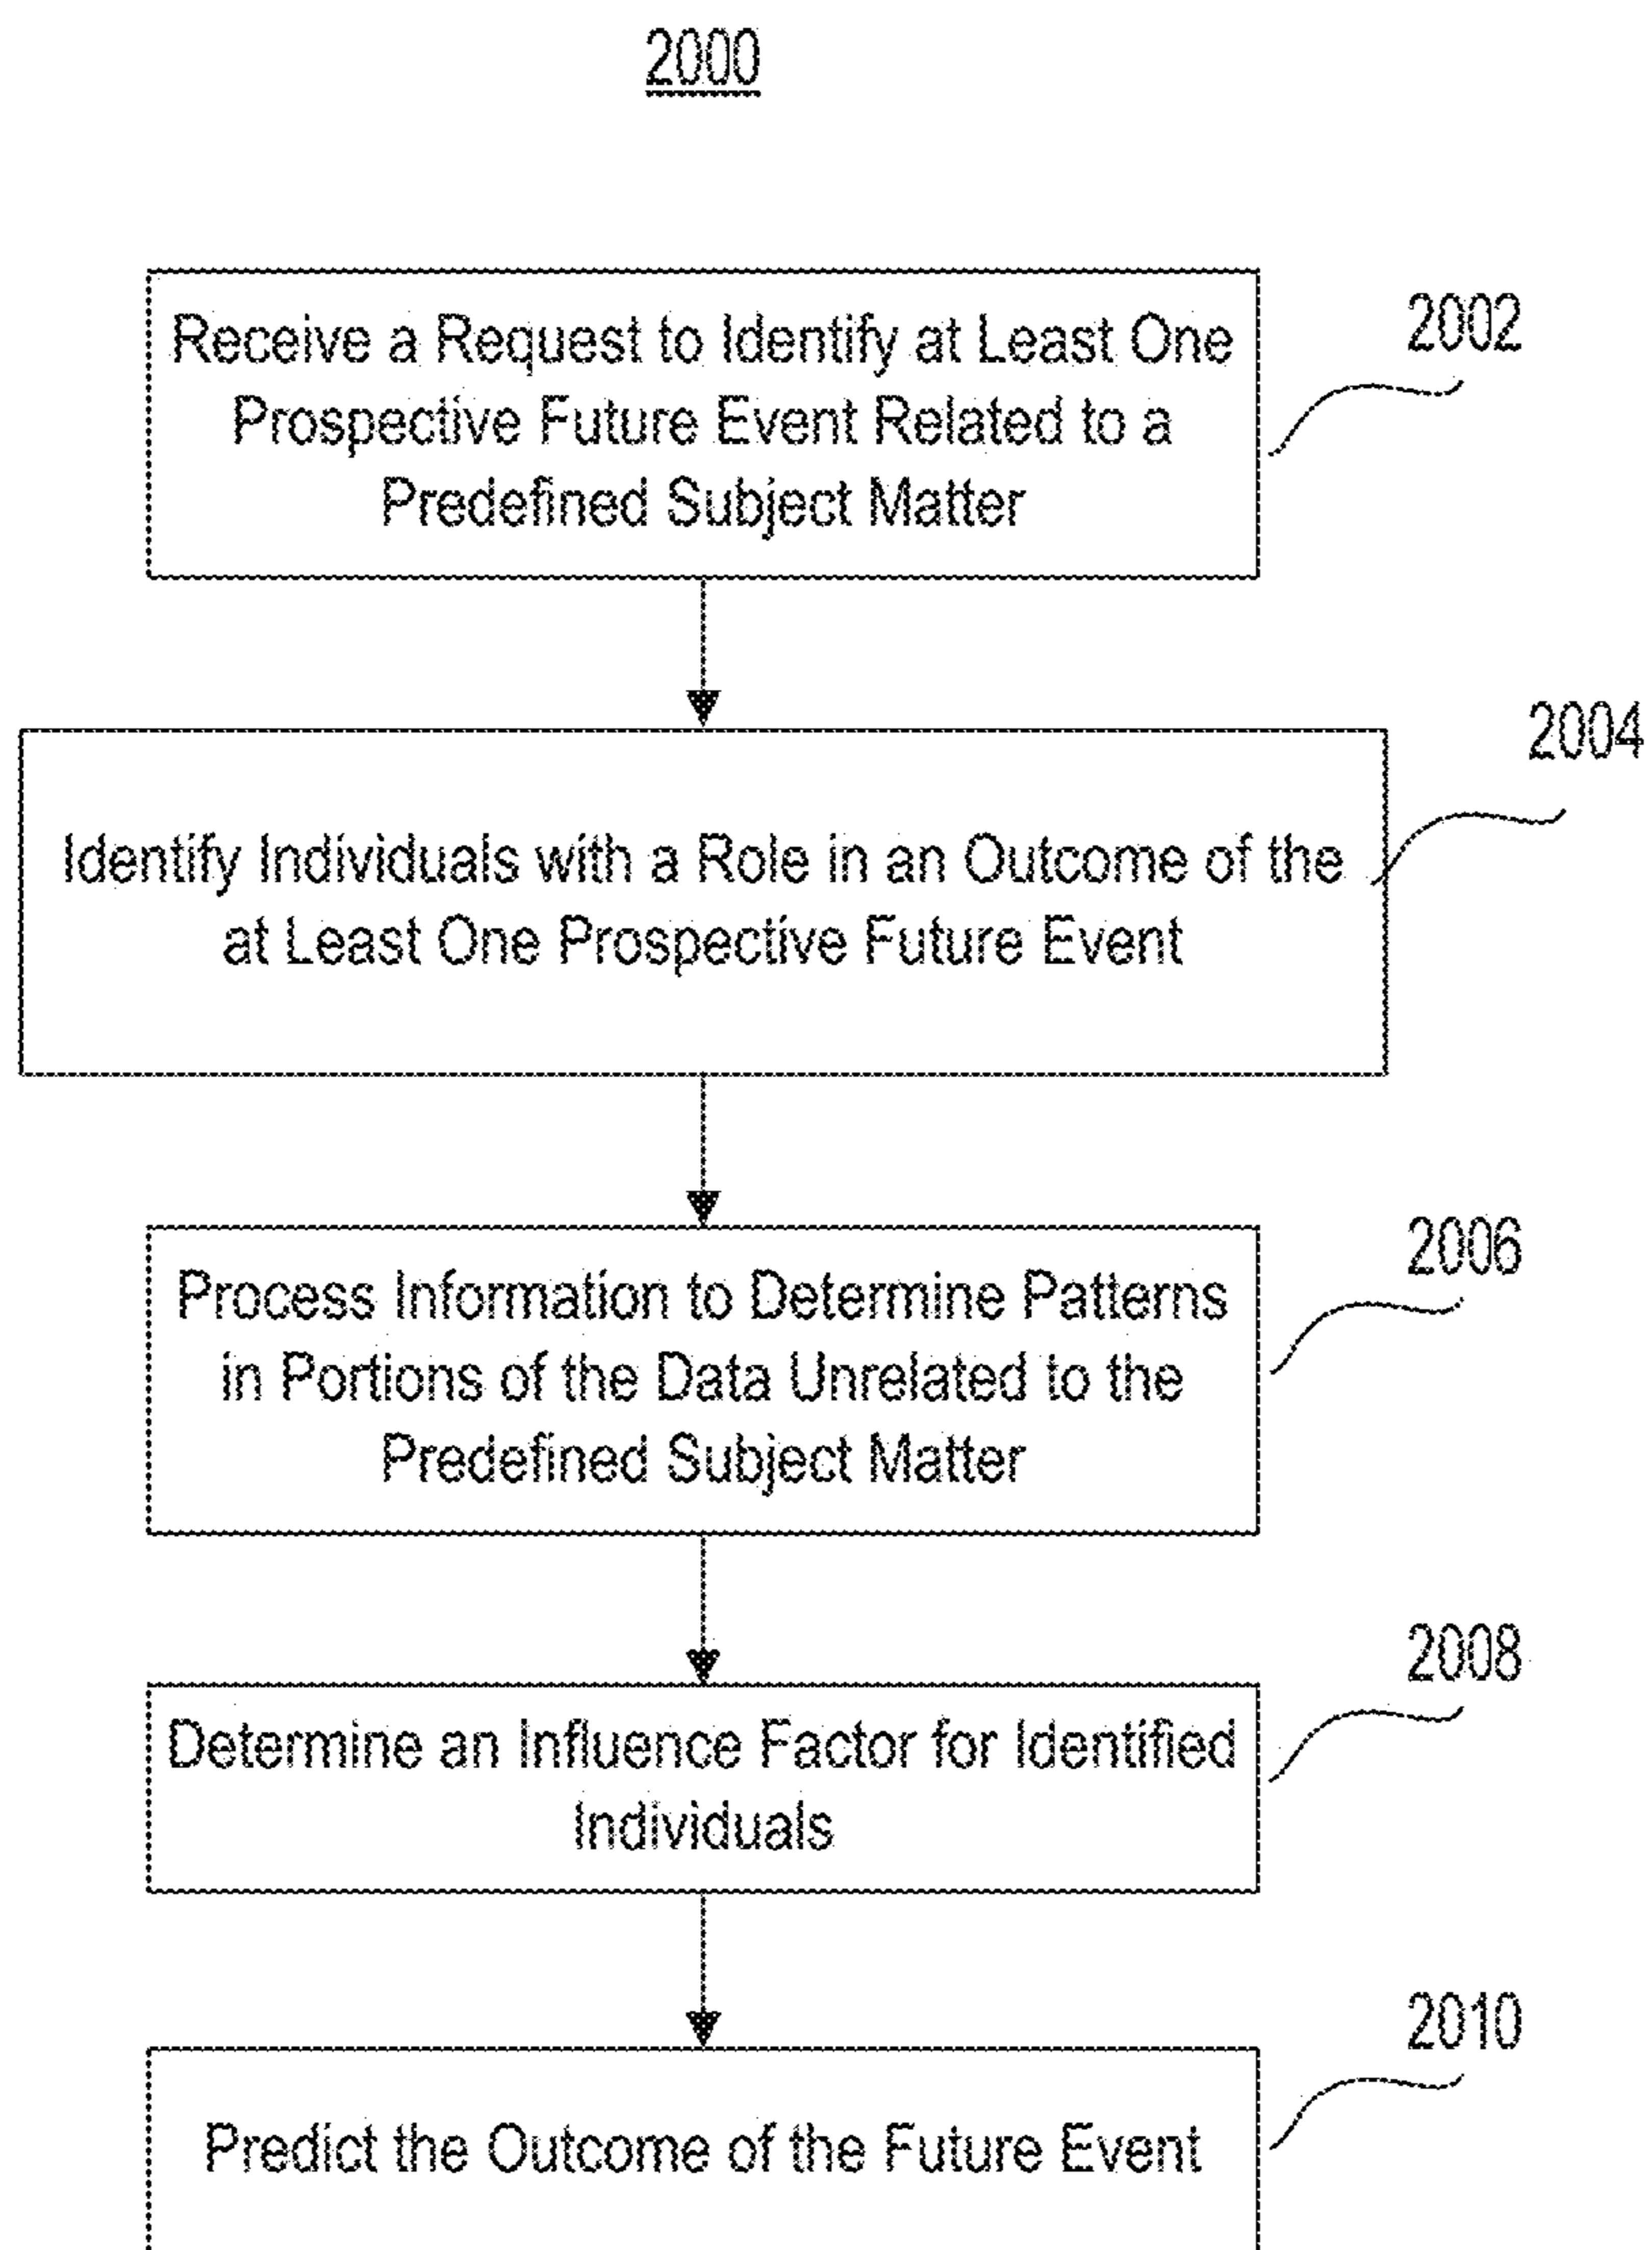 2000
Receive a Request to Identify at Least One
Prospective Future Event Related to a
Predefined Subject Matter
2002
Identify Individuals with a Role in an Outcome of the
at Least One Prospective Future Event
2004
Process Information to Determine Patterns
in Portions of the Data Unrelated to the
Predefined Subject Matter
2006
Determine an Influence Factor for Identified
Individuals
2008
Predict the Outcome of the Future Event
2010